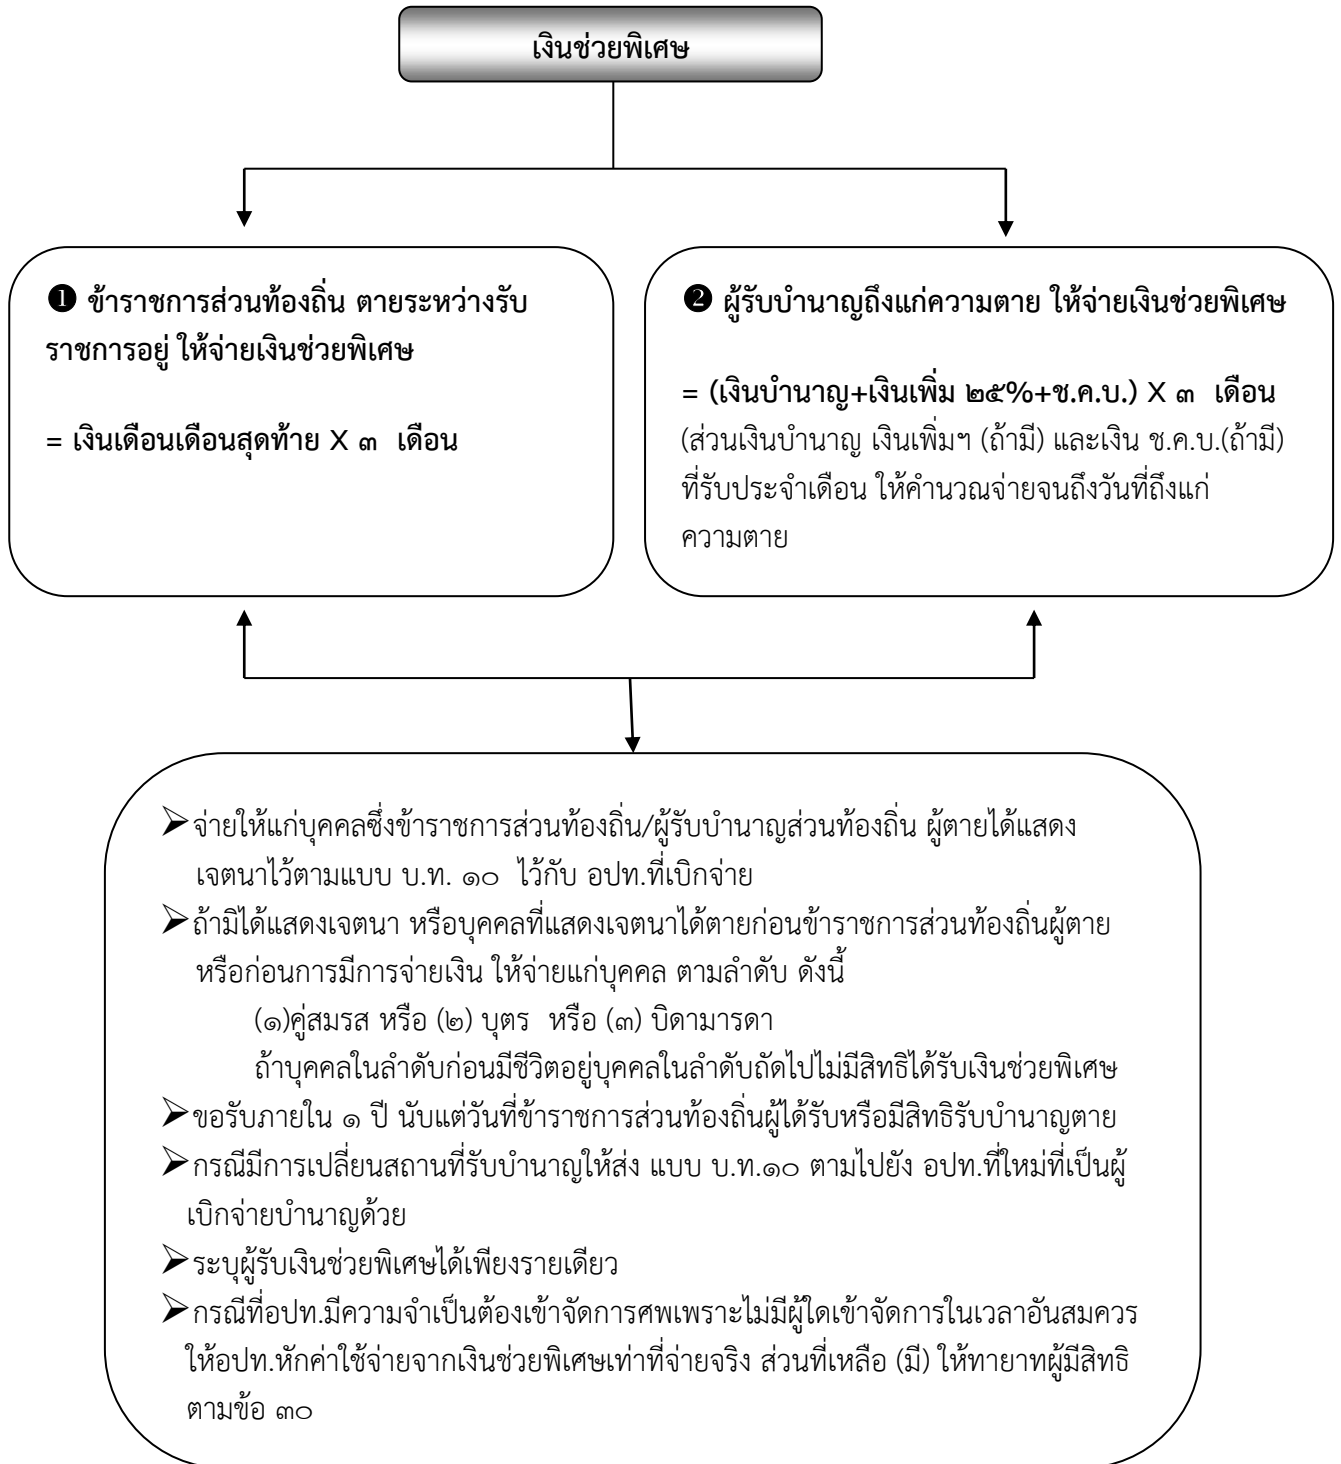 เงินช่วยพิเศษ
❶ ข้าราชการส่วนท้องถิ่น ตายระหว่างรับ
ราชการอยู่ ให้จ่ายเงินช่วยพิเศษ
= เงินเดือนเดือนสุดท้าย X ๓ เดือน
❷ ผู้รับบำนาญถึงแก่ความตาย ให้จ่ายเงินช่วยพิเศษ
= (เงินบำนาญ+เงินเพิ่ม ๒๕%+ช.ค.บ.) X ๓ เดือน
(ส่วนเงินบำนาญ เงินเพิ่มฯ (ถ้ามี) และเงิน ช.ค.บ.(ถ้ามี)
ที่รับประจำเดือน ให้คำนวณจ่ายจนถึงวันที่ถึงแก่
ความตาย
➢จ่ายให้แก่บุคคลซึ่งข้าราชการส่วนท้องถิ่น/ผู้รับบำนาญส่วนท้องถิ่น ผู้ตายได้แสดง
เจตนาไว้ตามแบบ บ.ท. ๑๐ ไว้กับ อปท.ที่เบิกจ่าย
➢ถ้ามิได้แสดงเจตนา หรือบุคคลที่แสดงเจตนาได้ตายก่อนข้าราชการส่วนท้องถิ่นผู้ตาย
หรือก่อนการมีการจ่ายเงิน ให้จ่ายแก่บุคคล ตามลำดับ ดังนี้
(๑)คู่สมรส หรือ (๒) บุตร หรือ (๓) บิดามารดา
ถ้าบุคคลในลำดับก่อนมีชีวิตอยู่บุคคลในลำดับถัดไปไม่มีสิทธิได้รับเงินช่วยพิเศษ
➢ขอรับภายใน ๑ ปี นับแต่วันที่ข้าราชการส่วนท้องถิ่นผู้ได้รับหรือมีสิทธิรับบำนาญตาย
➢กรณีมีการเปลี่ยนสถานที่รับบำนาญให้ส่ง แบบ บ.ท.๑๐ ตามไปยัง อปท.ที่ใหม่ที่เป็นผู้
เบิกจ่ายบำนาญด้วย
➢ระบุผู้รับเงินช่วยพิเศษได้เพียงรายเดียว
➢กรณีที่อปท.มีความจำเป็นต้องเข้าจัดการศพเพราะไม่มีผู้ใดเข้าจัดการในเวลาอันสมควร
ให้อปท.หักค่าใช้จ่ายจากเงินช่วยพิเศษเท่าที่จ่ายจริง ส่วนที่เหลือ (มี) ให้ทายาทผู้มีสิทธิ
ตามข้อ ๓๐